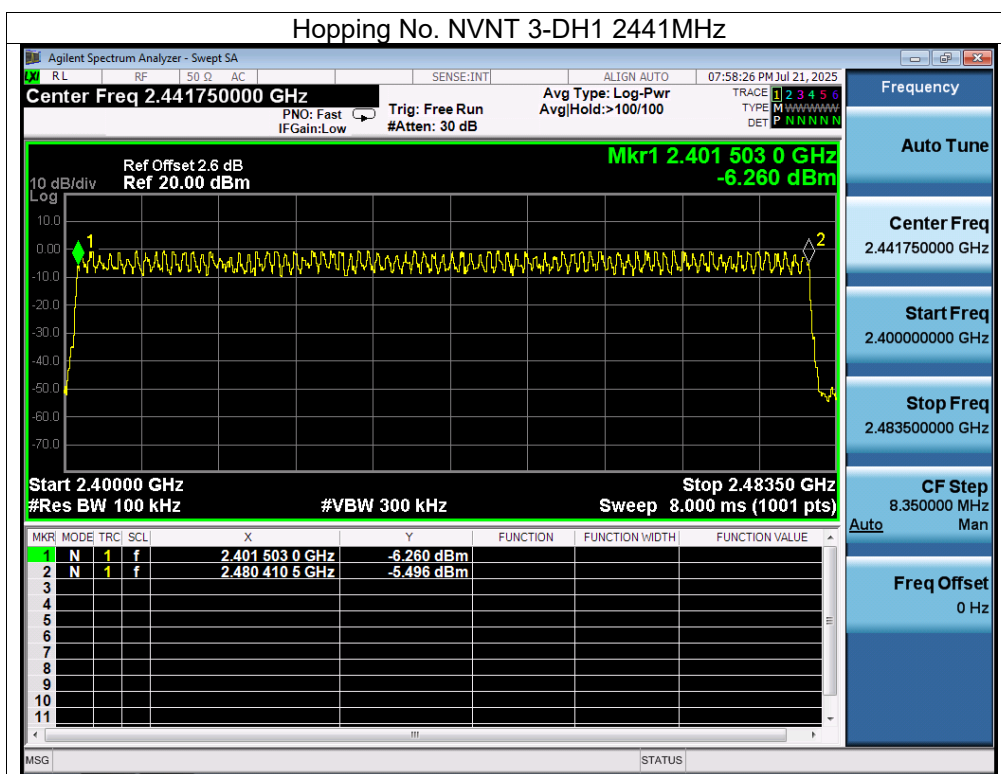 Hopping No. NVNT 3-DH1 2441MHz
Agilent Spectrum Analyzer - Swept SA
LXI RL RF 50 Ω AC SENSE:INT ALIGN AUTO 07:58:26 PM Jul 21, 2025
Center Freq 2.441750000 GHz
PNO: Fast
IFGain:Low
Trig: Free Run
#Atten: 30 dB
Avg Type: Log-Pwr
Avg|Hold:>100/100
TRACE 1 2 3 4 5 6
TYPE M WWWWW
DET P N N N N N
Ref Offset 2.6 dB
10 dB/div Ref 20.00 dBm
Log
Mkr1 2.401 503 0 GHz
-6.260 dBm
10.0
0.00
-10.0
-20.0
-30.0
-40.0
-50.0
-60.0
-70.0
1
2
Start 2.40000 GHz Stop 2.48350 GHz
#Res BW 100 kHz #VBW 300 kHz Sweep 8.000 ms (1001 pts)
MKR MODE TRC SCL X Y FUNCTION FUNCTION WIDTH FUNCTION VALUE
1 N 1 f 2.401 503 0 GHz -6.260 dBm
2 N 1 f 2.480 410 5 GHz -5.496 dBm
3
4
5
6
7
8
9
10
11
MSG STATUS
Frequency
Auto Tune
Center Freq
2.441750000 GHz
Start Freq
2.400000000 GHz
Stop Freq
2.483500000 GHz
CF Step
8.350000 MHz
Auto Man
Freq Offset
0 Hz